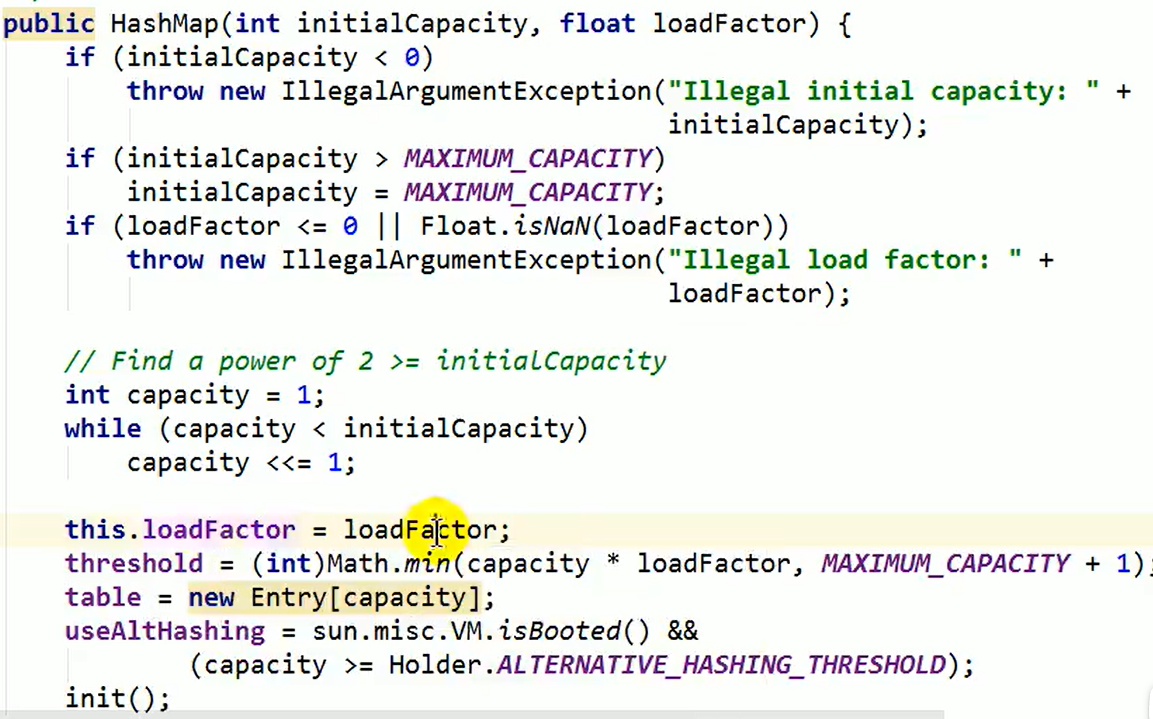 public HashMap(int initialCapacity, float loadFactor) {
if (initialCapacity < 0)
throw new IllegalArgumentException("Illegal initial capacity: " +
initialCapacity);
if (initialCapacity > MAXIMUM_CAPACITY)
initialCapacity = MAXIMUM_CAPACITY;
if (loadFactor <= 0 || Float.isNaN(loadFactor))
throw new IllegalArgumentException("Illegal load factor: " +
loadFactor);
// Find a power of 2 >= initialCapacity
int capacity = 1;
while (capacity < initialCapacity)
capacity <<= 1;
this.loadFactor = loadFactor;
threshold = (int)Math.min(capacity * loadFactor, MAXIMUM_CAPACITY + 1);
table = new Entry[capacity];
useAltHashing = sun.misc.VM.isBooted() &&
(capacity >= Holder.ALTERNATIVE_HASHING_THRESHOLD);
init();